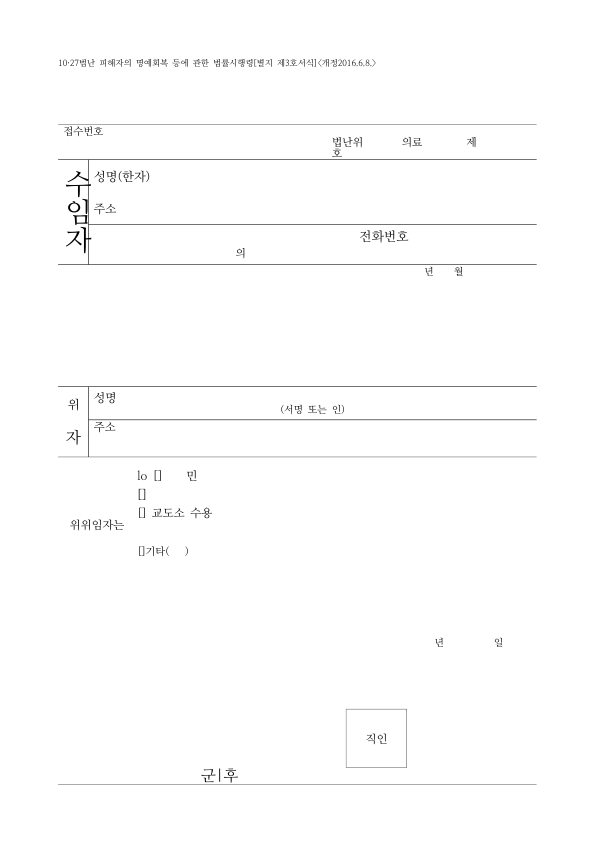 10·27법난 피해자의 명예회복 등에 관한 법률시행령[별지 제3호서식]<개정2016.6.8.>
접수번호
법난위 의료 제
호
수임자
성명(한자)
주소
전화번호
의
년 월
위
자
성명
(서명 또는 인)
주소
lo [] 민
[]
[] 교도소 수용
위위임자는
[]기타( )
년 일
직인
군|후